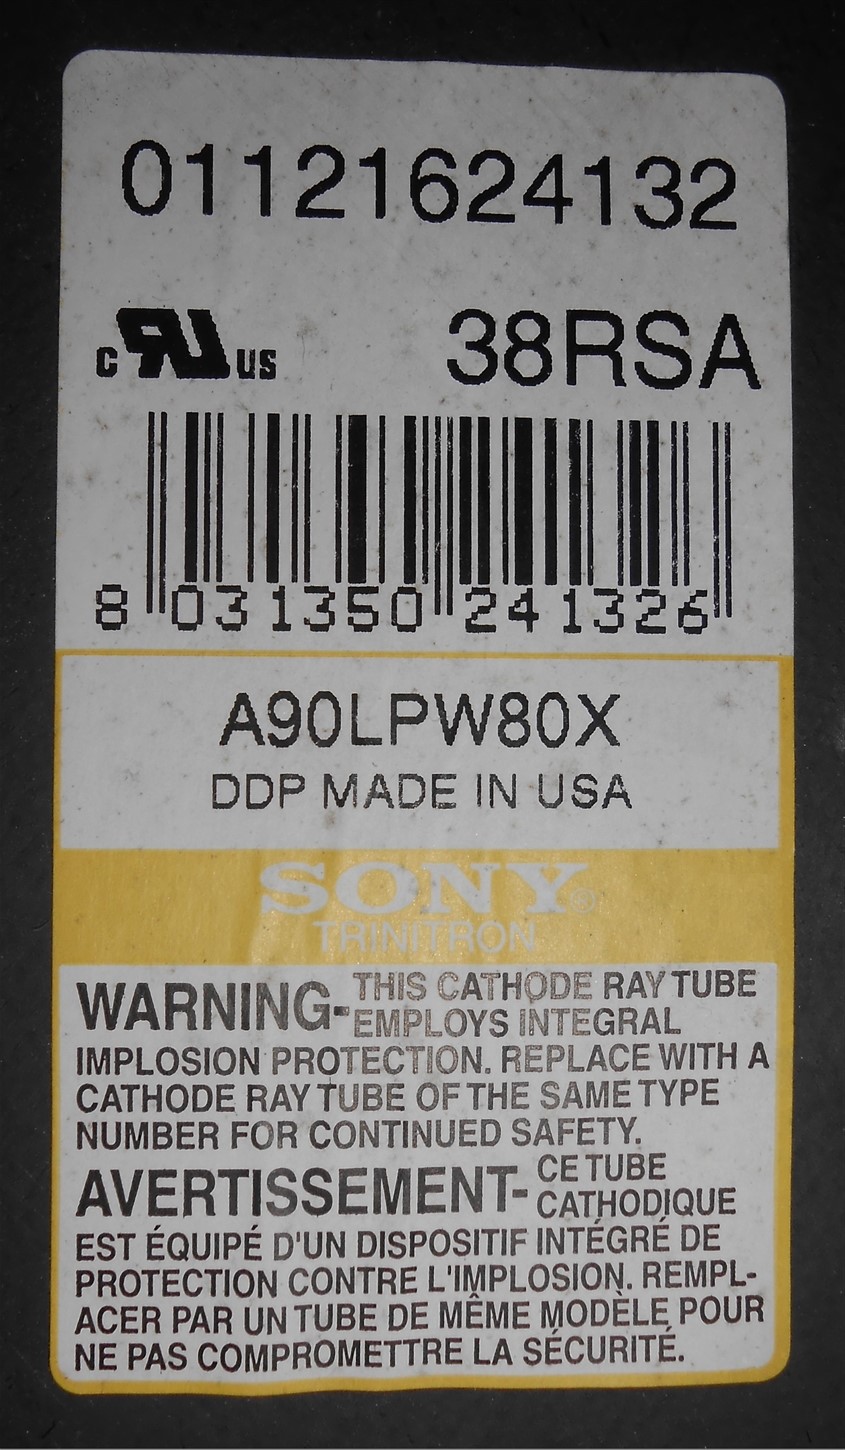 01121624132
c RU us 38RSA
8 031350 241326
A90LPW80X
DDP MADE IN USA
SONY®
TRINITRON
WARNING- THIS CATHODE RAY TUBE
EMPLOYS INTEGRAL
IMPLOSION PROTECTION. REPLACE WITH A
CATHODE RAY TUBE OF THE SAME TYPE
NUMBER FOR CONTINUED SAFETY.
AVERTISSEMENT- CE TUBE
CATHODIQUE
EST ÉQUIPÉ D'UN DISPOSITIF INTÉGRÉ DE
PROTECTION CONTRE L'IMPLOSION. REMPL-
ACER PAR UN TUBE DE MÊME MODÈLE POUR
NE PAS COMPROMETTRE LA SÉCURITÉ.